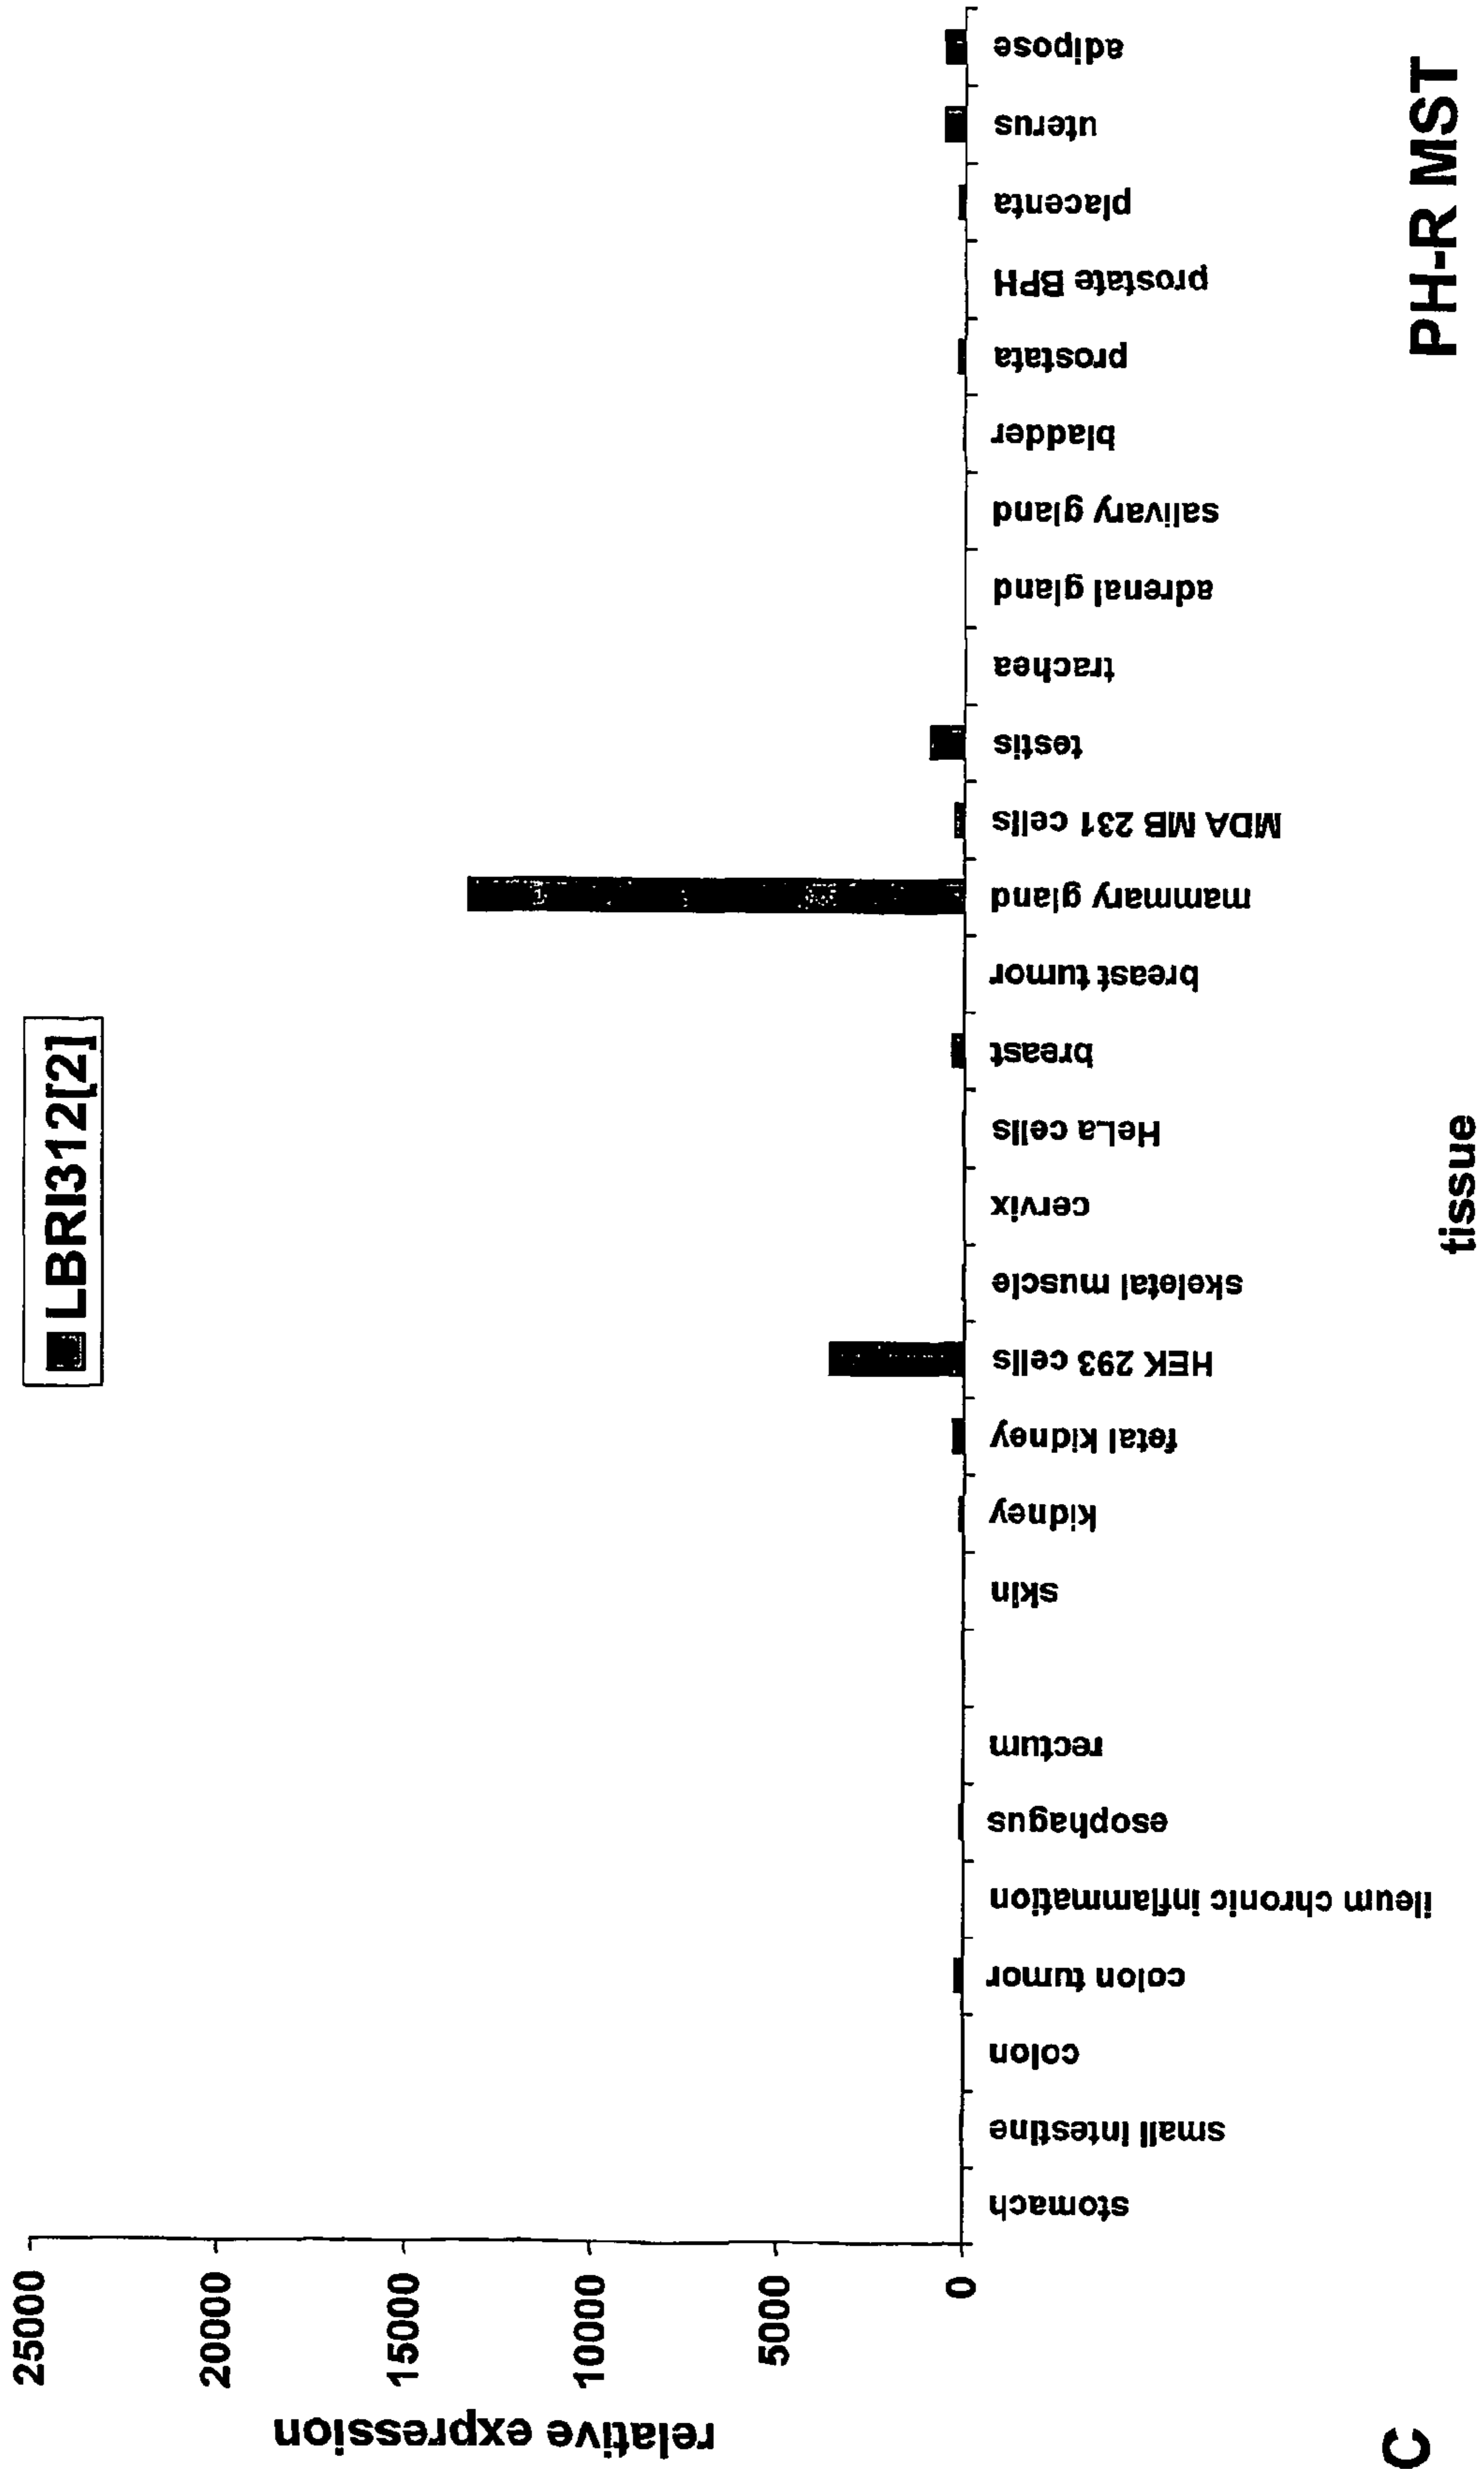 LBRI312[2]
relative expression
25000
20000
15000
10000
5000
0
stomach
small intestine
colon
colon tumor
ileum chronic inflammation
esophagus
rectum
skin
kidney
fetal kidney
HEK 293 cells
skeletal muscle
cervix
HeLa cells
breast
breast tumor
mammary gland
MDA MB 231 cells
testis
trachea
adrenal gland
salivary gland
bladder
prostata
prostate BPH
placenta
uterus
adipose
C
tissue
PH-R MST